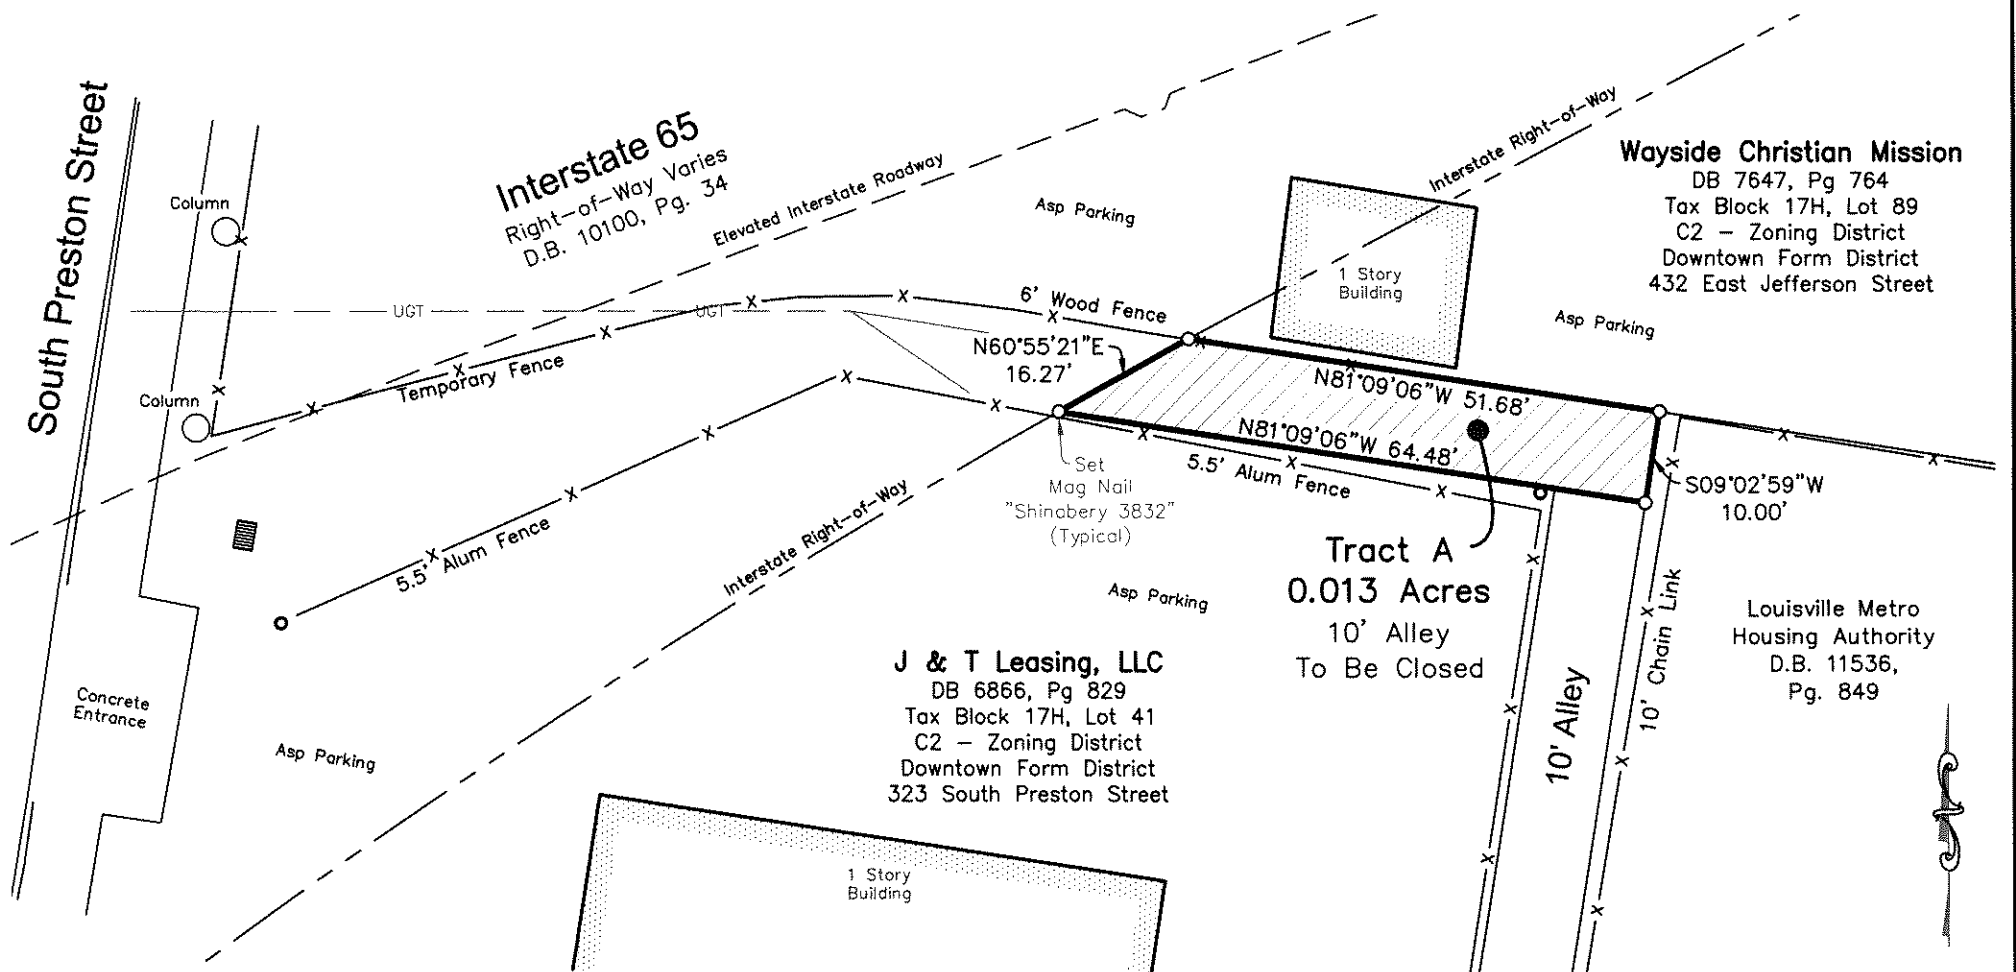 South Preston Street
Column
Column
Interstate 65
Right-of-Way Varies
D.B. 10100, Pg. 34
Elevated Interstate Roadway
Interstate Right-of-Way
Asp Parking
Wayside Christian Mission
DB 7647, Pg 764
Tax Block 17H, Lot 89
C2 - Zoning District
Downtown Form District
432 East Jefferson Street
1 Story
Building
Asp Parking
UGT
UGT
6' Wood Fence
Temporary Fence
N60°55'21"E
16.27'
N81°09'06"W 51.68'
N81°09'06"W 64.48'
5.5' Alum Fence
S09°02'59"W
10.00'
Set
Mag Nail
"Shinabery 3832"
(Typical)
5.5' Alum Fence
Interstate Right-of-Way
Asp Parking
Tract A
0.013 Acres
10' Alley
To Be Closed
10' Chain Link
10' Alley
Louisville Metro
Housing Authority
D.B. 11536,
Pg. 849
J & T Leasing, LLC
DB 6866, Pg 829
Tax Block 17H, Lot 41
C2 - Zoning District
Downtown Form District
323 South Preston Street
Concrete
Entrance
Asp Parking
1 Story
Building